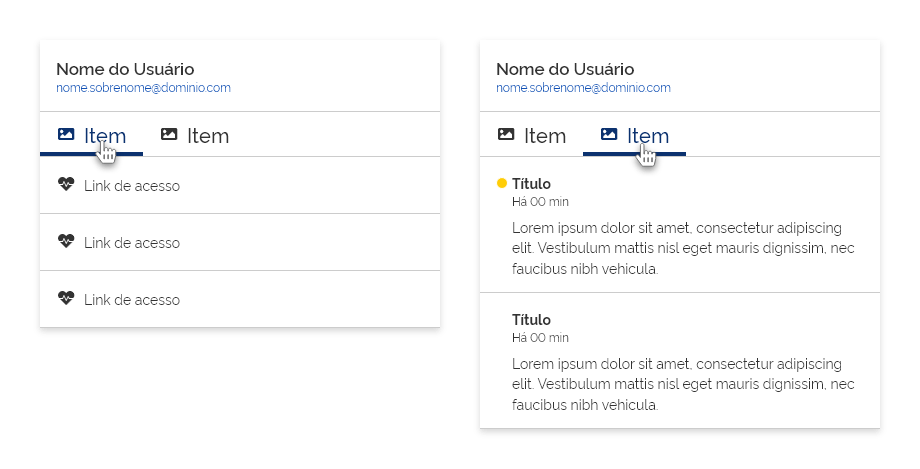 Nome do Usuário
nome.sobrenome@dominio.com
Item Item
Link de acesso
Link de acesso
Link de acesso
Nome do Usuário
nome.sobrenome@dominio.com
Item Item
Título
Há 00 min
Lorem ipsum dolor sit amet, consectetur adipiscing
elit. Vestibulum mattis nisl eget mauris dignissim, nec
faucibus nibh vehicula.
Título
Há 00 min
Lorem ipsum dolor sit amet, consectetur adipiscing
elit. Vestibulum mattis nisl eget mauris dignissim, nec
faucibus nibh vehicula.